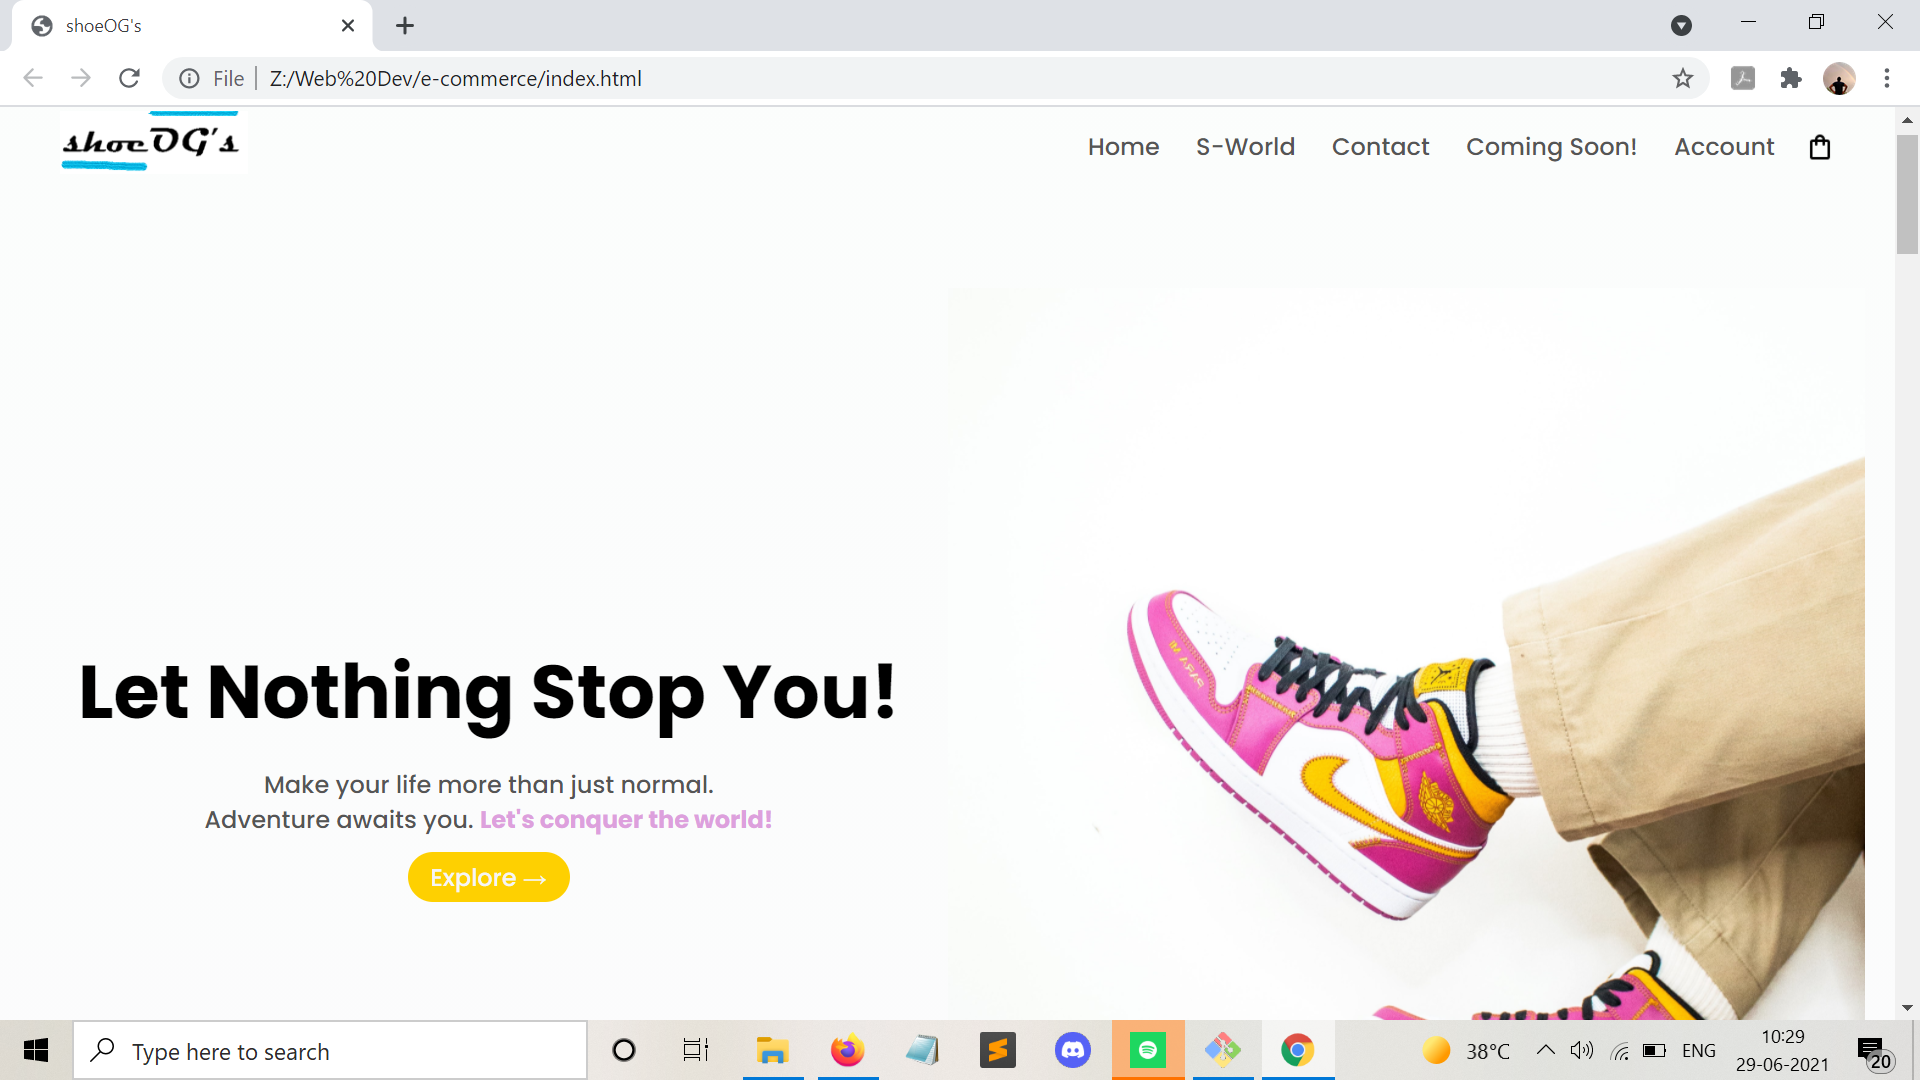 shoeOG's
File
Z:/Web%20Dev/e-commerce/index.html
shoeOG's
Home
S-World
Contact
Coming Soon!
Account
Let Nothing Stop You!
Make your life more than just normal.
Adventure awaits you. Let's conquer the world!
Explore →
Type here to search
38°C
ENG
10:29
29-06-2021
20